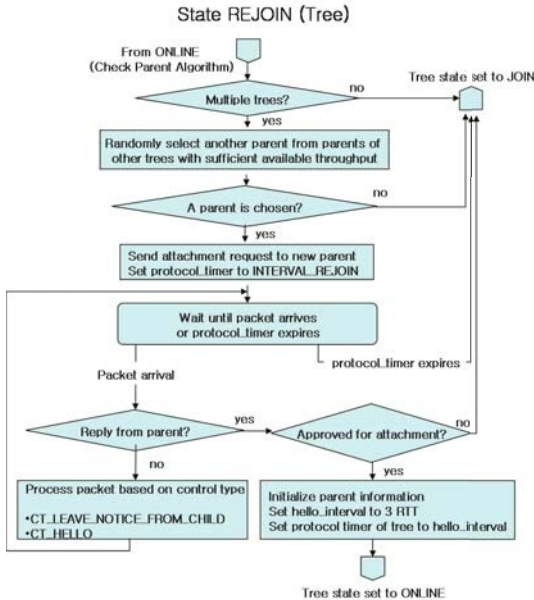 State REJOIN (Tree)
From ONLINE
(Check Parent Algorithm)
Tree state set to JOIN
Multiple trees?
no
yes
Randomly select another parent from parents of
other trees with sufficient available throughput
no
A parent is chosen?
yes
Send attachment request to new parent
Set protocol_timer to INTERVAL_REJOIN
Wait until packet arrives
or protocol_timer expires
protocol_timer expires
Packet arrival
Reply from parent?
yes
Approved for attachment?
no
no
yes
Process packet based on control type
•CT_LEAVE_NOTICE_FROM_CHILD
•CT_HELLO
Initialize parent information
Set hello_interval to 3 RTT
Set protocol timer of tree to hello_interval
Tree state set to ONLINE